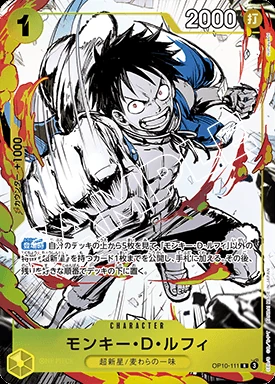 1
2000
打
カウンター +1000
登場時 自分のデッキの上から5枚を見て、「モンキー・D・ルフィ」以外の
特徴《超新星》を持つカード1枚までを公開し、手札に加える。その後、
残りを好きな順番でデッキの下に置く。
CHARACTER
モンキー・D・ルフィ
超新星/麦わらの一味
OP10-111 R 3